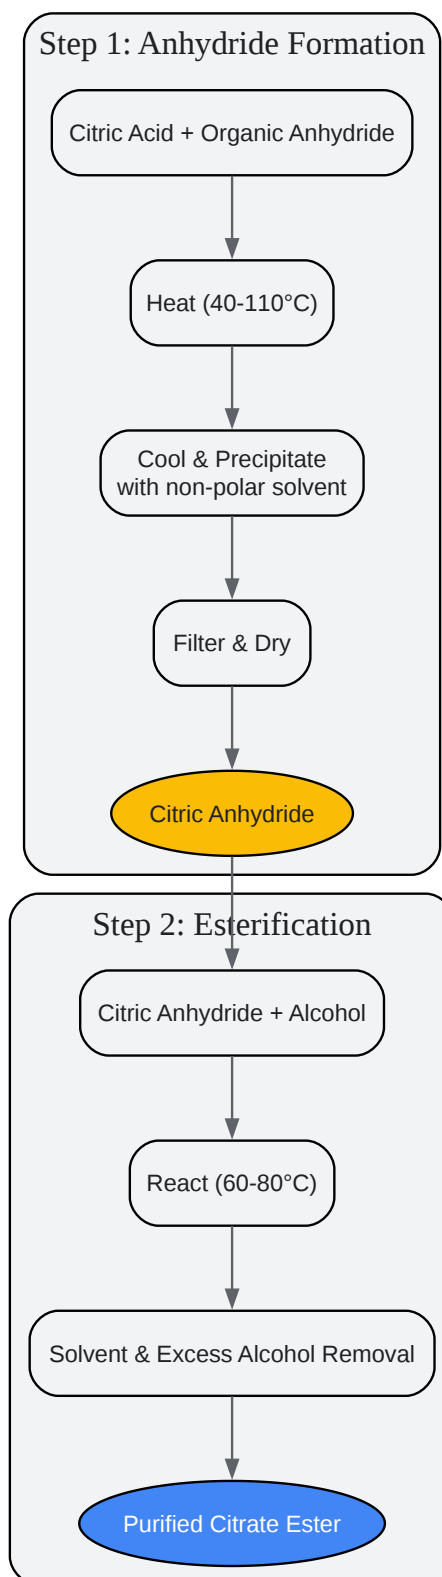 Step 1: Anhydride Formation
Citric Acid + Organic Anhydride
Heat (40-110°C)
Cool & Precipitate
with non-polar solvent
Filter & Dry
Citric Anhydride
Step 2: Esterification
Citric Anhydride + Alcohol
React (60-80°C)
Solvent & Excess Alcohol Removal
Purified Citrate Ester